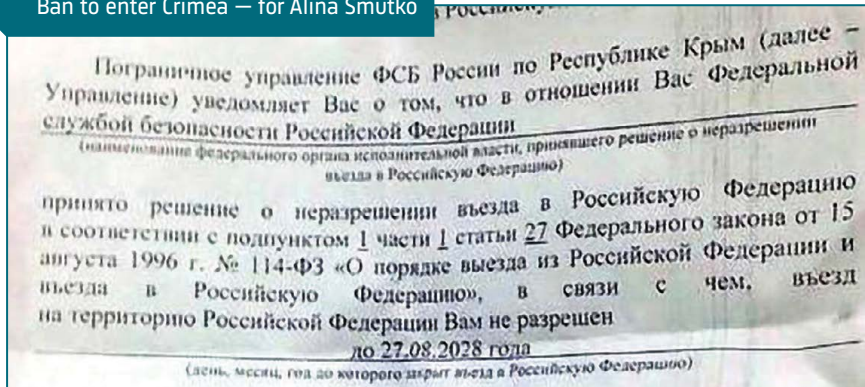 Ban to enter Crimea — for Alina Smutko
Пограничное управление ФСБ России по Республике Крым (далее –
Управление) уведомляет Вас о том, что в отношении Вас Федеральной
службой безопасности Российской Федерации
(наименование федерального органа исполнительной власти, принявшего решение о неразрешении
въезда в Российскую Федерацию)
принято решение о неразрешении въезда в Российскую Федерацию
в соответствии с подпунктом 1 части 1 статьи 27 Федерального закона от 15
августа 1996 г. № 114-ФЗ «О порядке выезда из Российской Федерации и
въезда в Российскую Федерацию», в связи с чем, въезд
на территорию Российской Федерации Вам не разрешен
до 27.08.2028 года
(день, месяц, год до которого закрыт въезд в Российскую Федерацию)